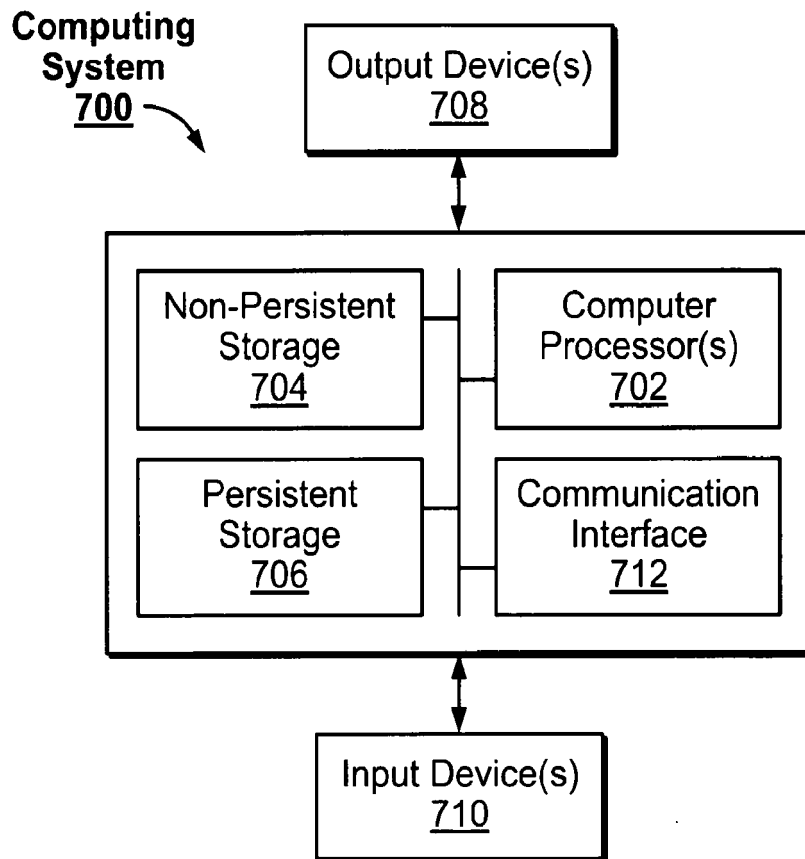 Computing
System
700
Output Device(s)
708
Non-Persistent
Storage
704
Computer
Processor(s)
702
Persistent
Storage
706
Communication
Interface
712
Input Device(s)
710